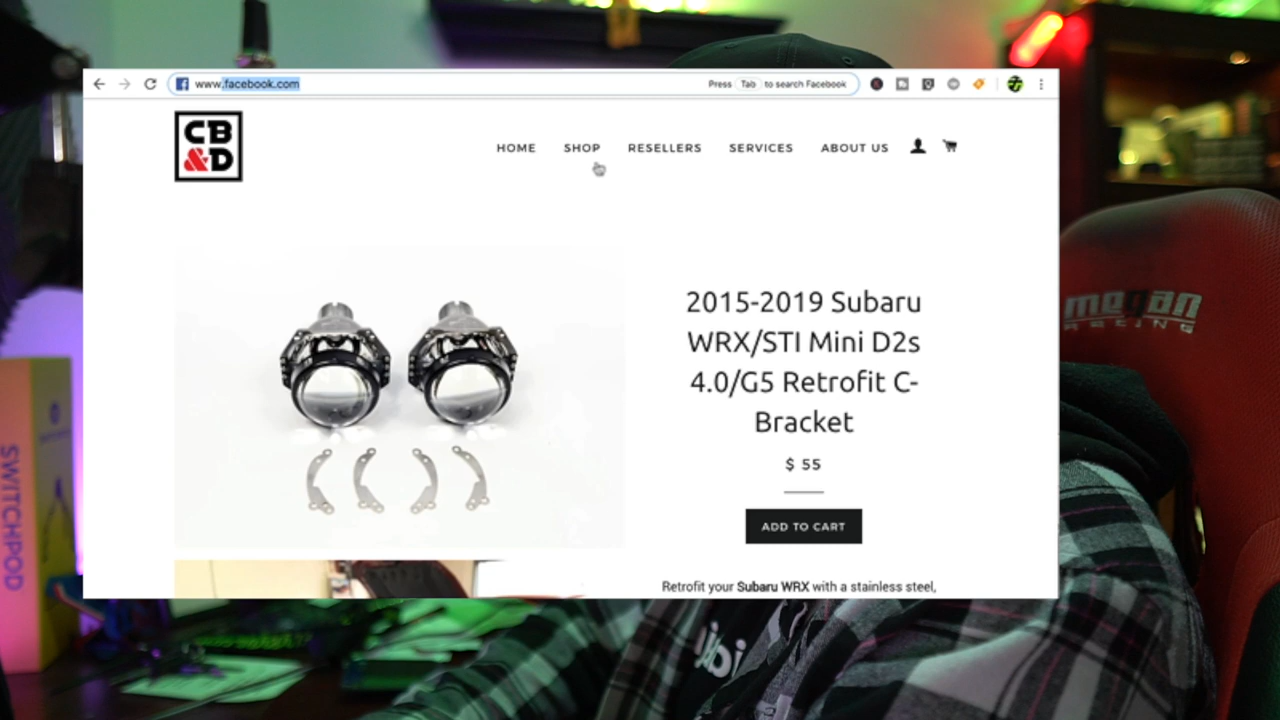 www.facebook.com
Press Tab to search Facebook
CB
&D
HOME SHOP RESELLERS SERVICES ABOUT US
2015-2019 Subaru
WRX/STI Mini D2s
4.0/G5 Retrofit C-
Bracket
$ 55
ADD TO CART
Retrofit your Subaru WRX with a stainless steel,
megan
RACING
SWITCHPOD